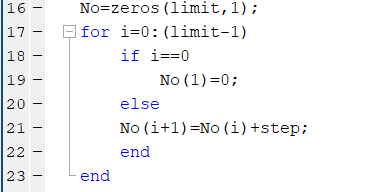 16 – No=zeros(limit,1);
17 – for i=0:(limit-1)
18 – if i==0
19 – No(1)=0;
20 – else
21 – No(i+1)=No(i)+step;
22 – end
23 – end